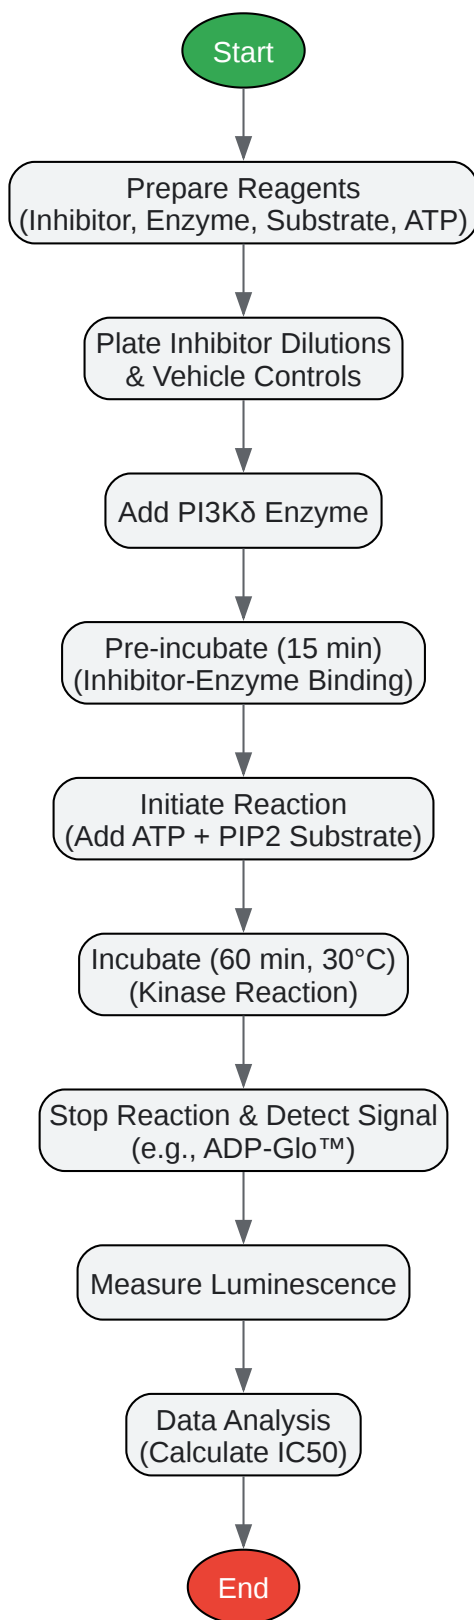 Start
Prepare Reagents
(Inhibitor, Enzyme, Substrate, ATP)
Plate Inhibitor Dilutions
& Vehicle Controls
Add PI3Kδ Enzyme
Pre-incubate (15 min)
(Inhibitor-Enzyme Binding)
Initiate Reaction
(Add ATP + PIP2 Substrate)
Incubate (60 min, 30°C)
(Kinase Reaction)
Stop Reaction & Detect Signal
(e.g., ADP-Glo™)
Measure Luminescence
Data Analysis
(Calculate IC50)
End